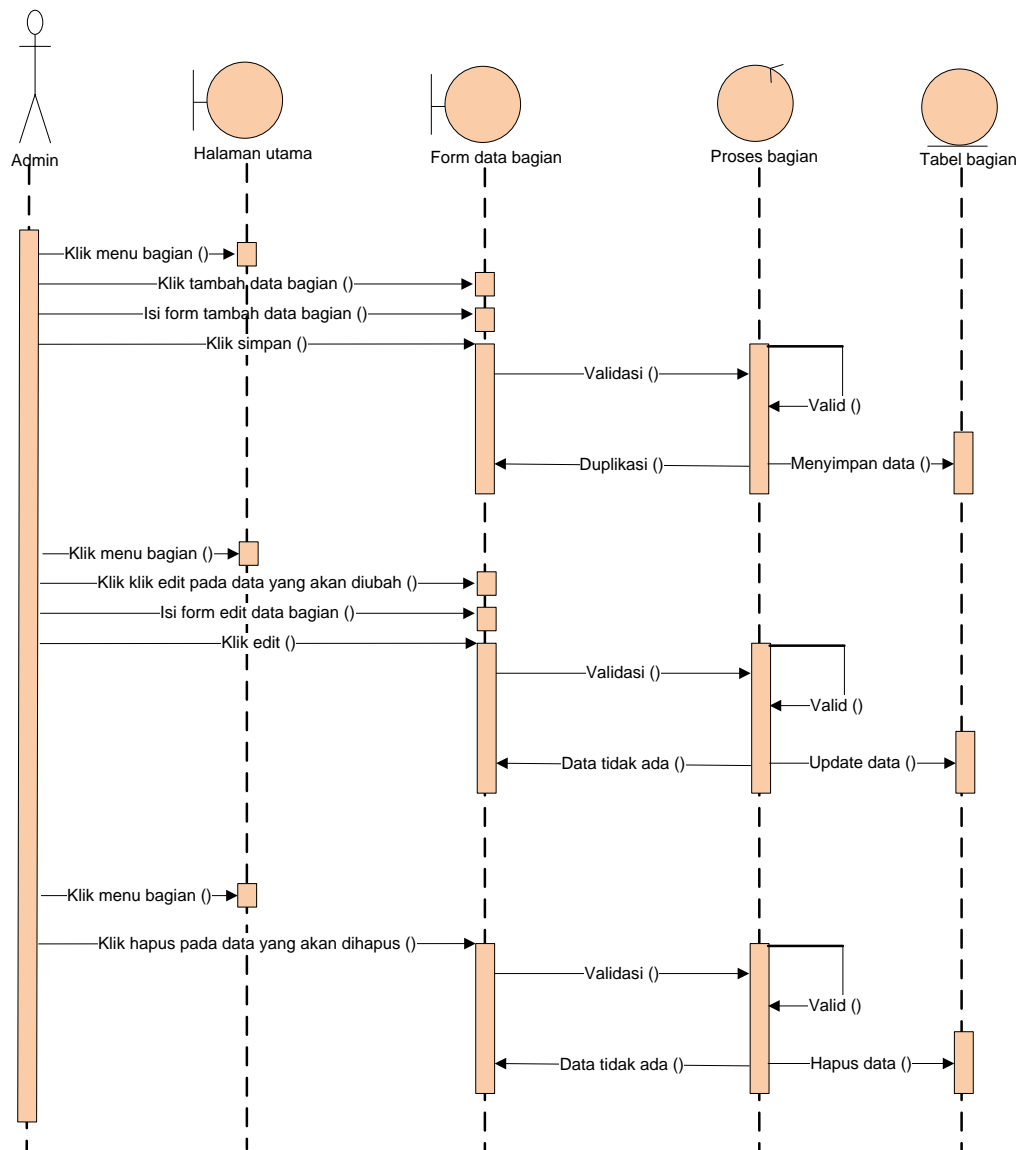 Admin
Halaman utama
Form data bagian
Proses bagian
Tabel bagian
Klik menu bagian ()
Klik tambah data bagian ()
Isi form tambah data bagian ()
Klik simpan ()
Validasi ()
Valid ()
Duplikasi ()
Menyimpan data ()
Klik menu bagian ()
Klik klik edit pada data yang akan diubah ()
Isi form edit data bagian ()
Klik edit ()
Validasi ()
Valid ()
Data tidak ada ()
Update data ()
Klik menu bagian ()
Klik hapus pada data yang akan dihapus ()
Validasi ()
Valid ()
Data tidak ada ()
Hapus data ()